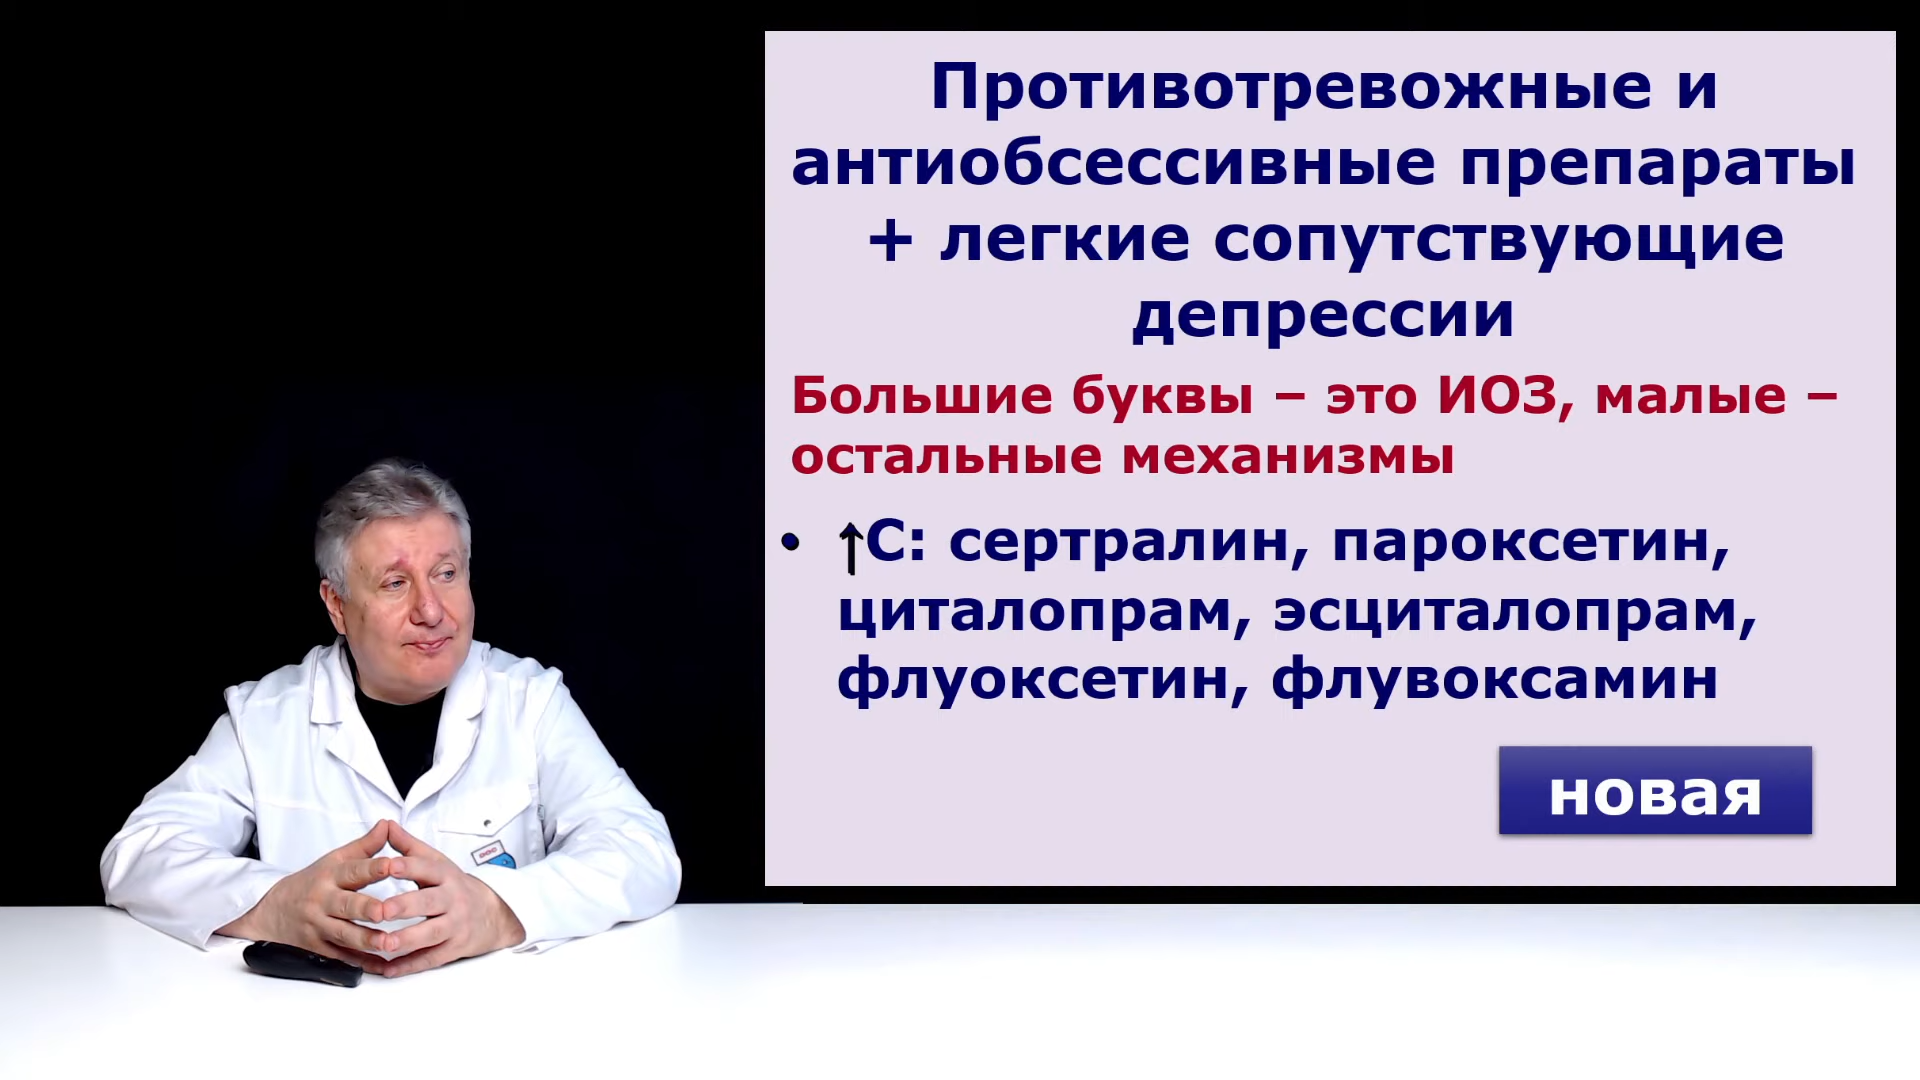 Противотревожные и
антиобсессивные препараты
+ легкие сопутствующие
депрессии
Большие буквы – это ИОЗ, малые –
остальные механизмы
• ↑С: сертралин, пароксетин,
циталопрам, эсциталопрам,
флуоксетин, флувоксамин
новая